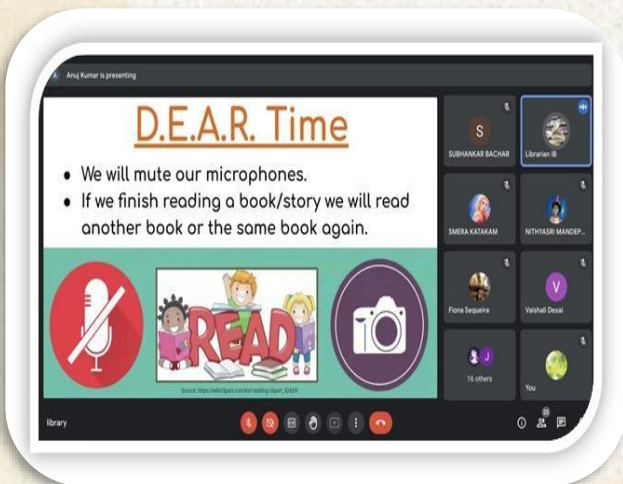 Anuj Kumar is presenting
D.E.A.R. Time
• We will mute our microphones.
• If we finish reading a book/story we will read
another book or the same book again.
READ
S
SUBHANKAR BACHAR
Librarian IB
SMERA KATAKAM
NITHYASRI MANDEP...
Fiona Sequeira
V
Vaishali Desai
J
16 others
You
library